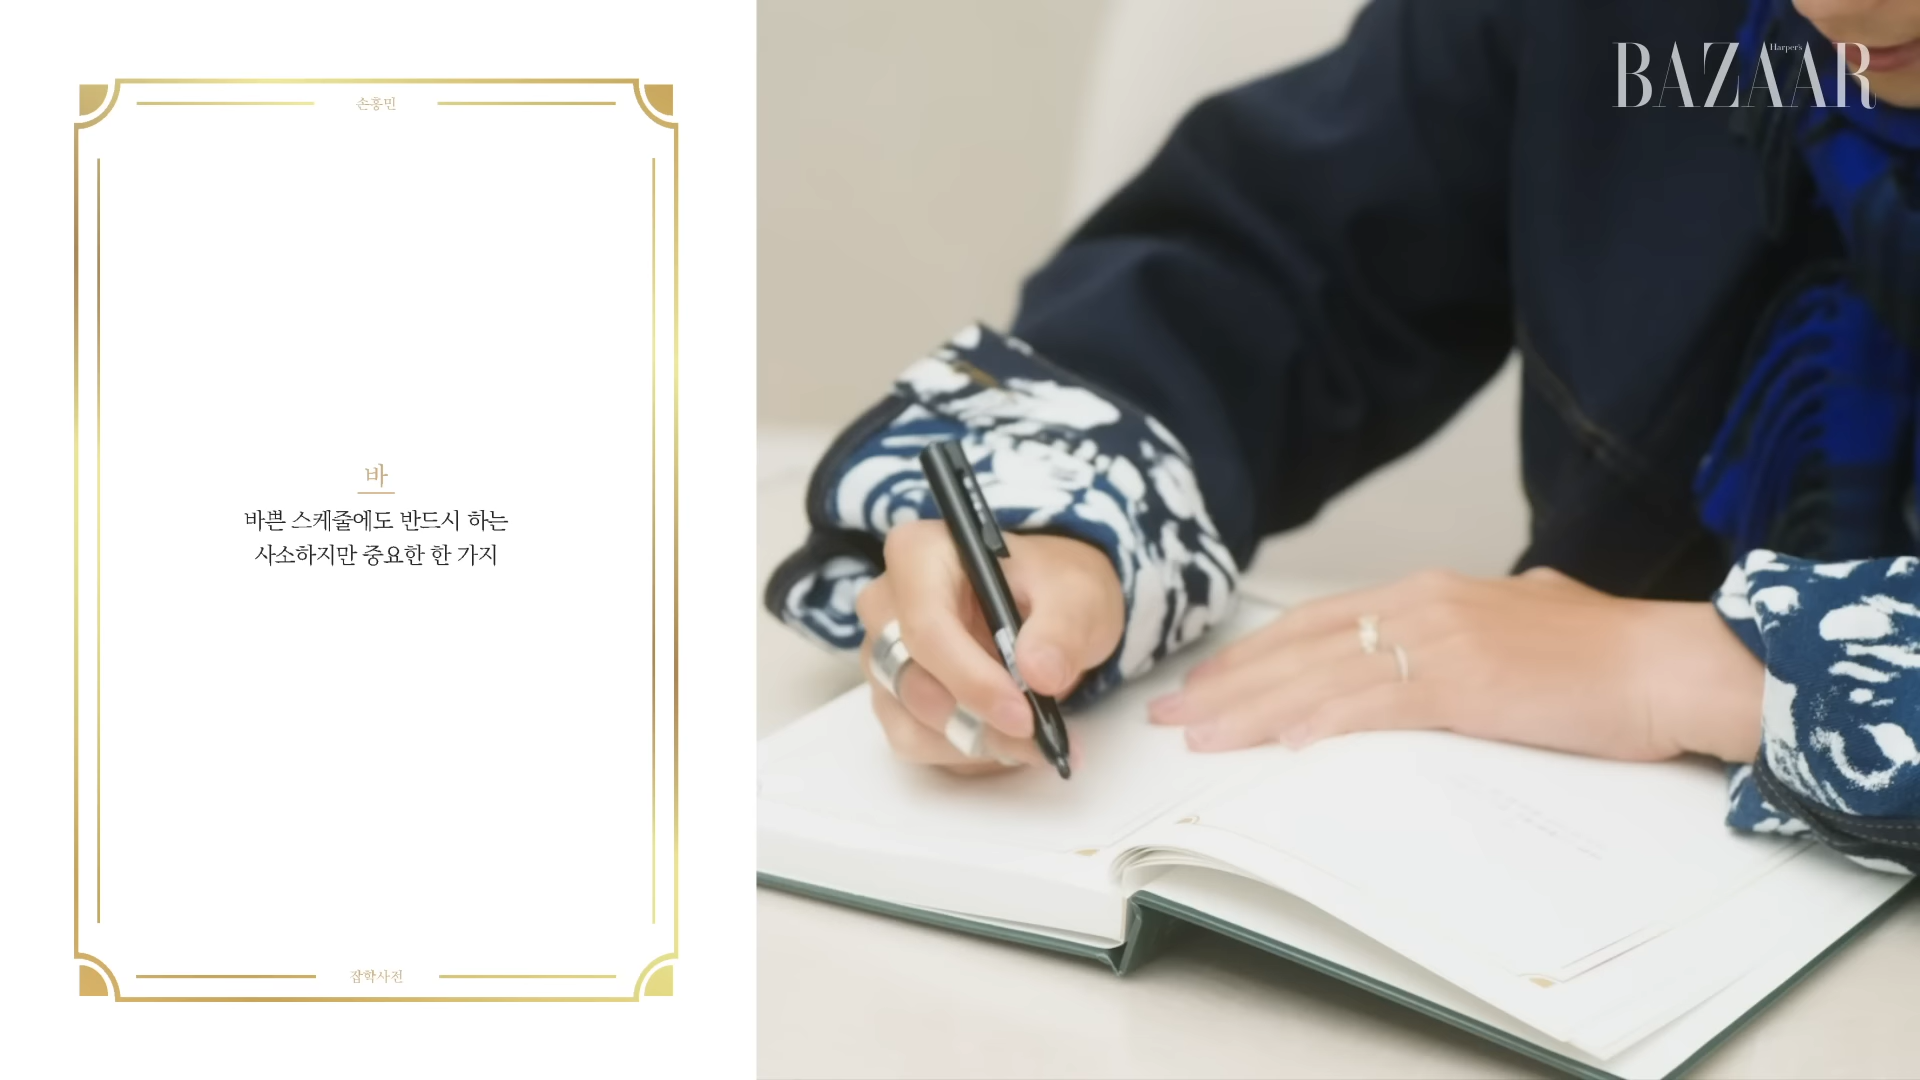 손흥민
바
바쁜 스케줄에도 반드시 하는
사소하지만 중요한 한 가지
잡학사전
Harper's
BAZAAR